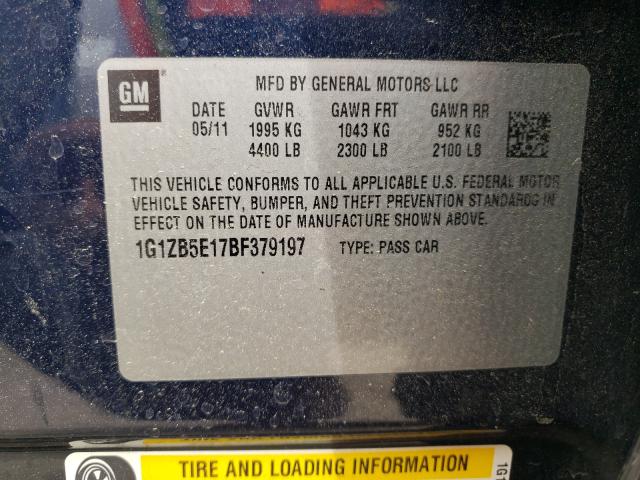 GM
MFD BY GENERAL MOTORS LLC
DATE GVWR GAWR FRT GAWR RR
05/11 1995 KG 1043 KG 952 KG
4400 LB 2300 LB 2100 LB
THIS VEHICLE CONFORMS TO ALL APPLICABLE U.S. FEDERAL MOTOR
VEHICLE SAFETY, BUMPER, AND THEFT PREVENTION STANDARDS IN
EFFECT ON THE DATE OF MANUFACTURE SHOWN ABOVE.
1G1ZB5E17BF379197 TYPE: PASS CAR
TIRE AND LOADING INFORMATION